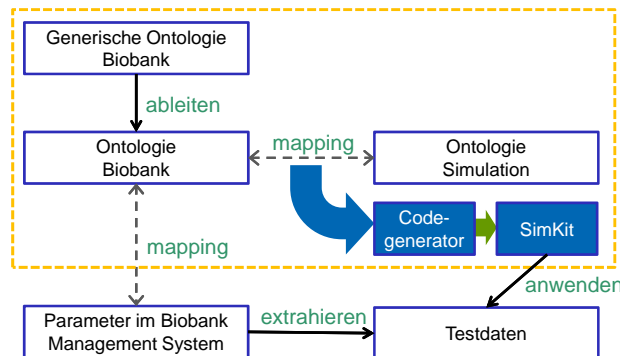 Generische Ontologie
Biobank
ableiten
Ontologie
Biobank
mapping
Ontologie
Simulation
Code-
generator
SimKit
mapping
anwenden
Parameter im Biobank
Management System
extrahieren
Testdaten